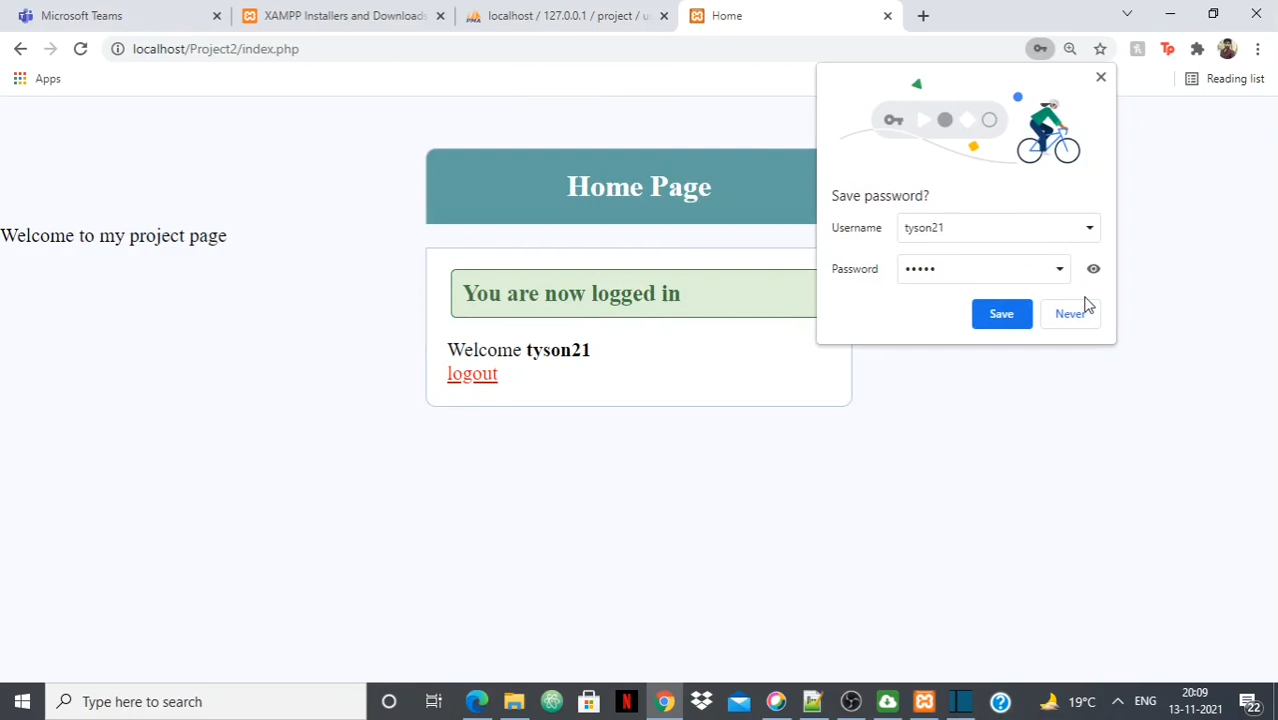 Microsoft Teams
XAMPP Installers and Downloads
localhost / 127.0.0.1 / project / u
Home
localhost/Project2/index.php
Apps
Reading list
Home Page
Welcome to my project page
You are now logged in
Welcome tyson21
logout
Save password?
Username tyson21
Password •••••
Save Never
Type here to search
19°C
ENG
20:09
13-11-2021
22